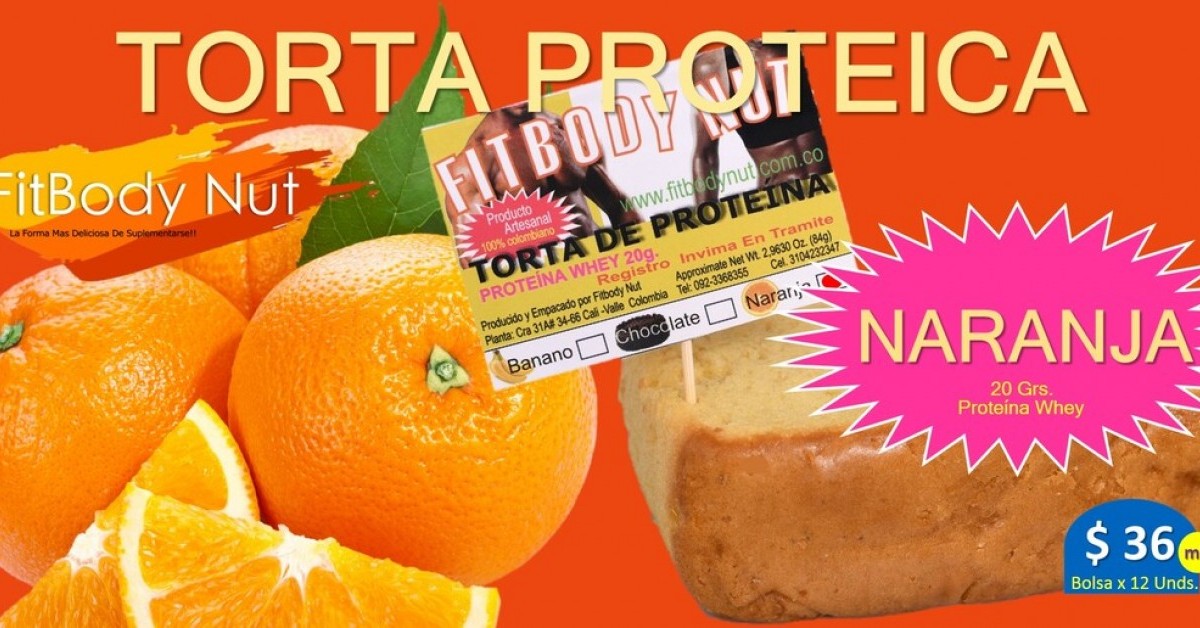 TORTA PROTEICA
FitBody Nut
La Forma Mas Deliciosa De Suplementarse!!
FITBODY NUT
www.fitbodynut.com.co
Producto
Artesanal
100% colombiano
TORTA DE PROTEÍNA
PROTEÍNA WHEY 20g.
Registro Invima En Tramite
Approximate Net Wt. 2,9630 Oz. (84g)
Producido y Empacado por Fitbody Nut
Tel: 092-3368355 Cel. 3104232347
Planta: Cra 31A# 34-66 Cali -Valle Colombia
Banano Chocolate Naranja
NARANJA
20 Grs.
Proteína Whey
$ 36 m
Bolsa x 12 Unds.